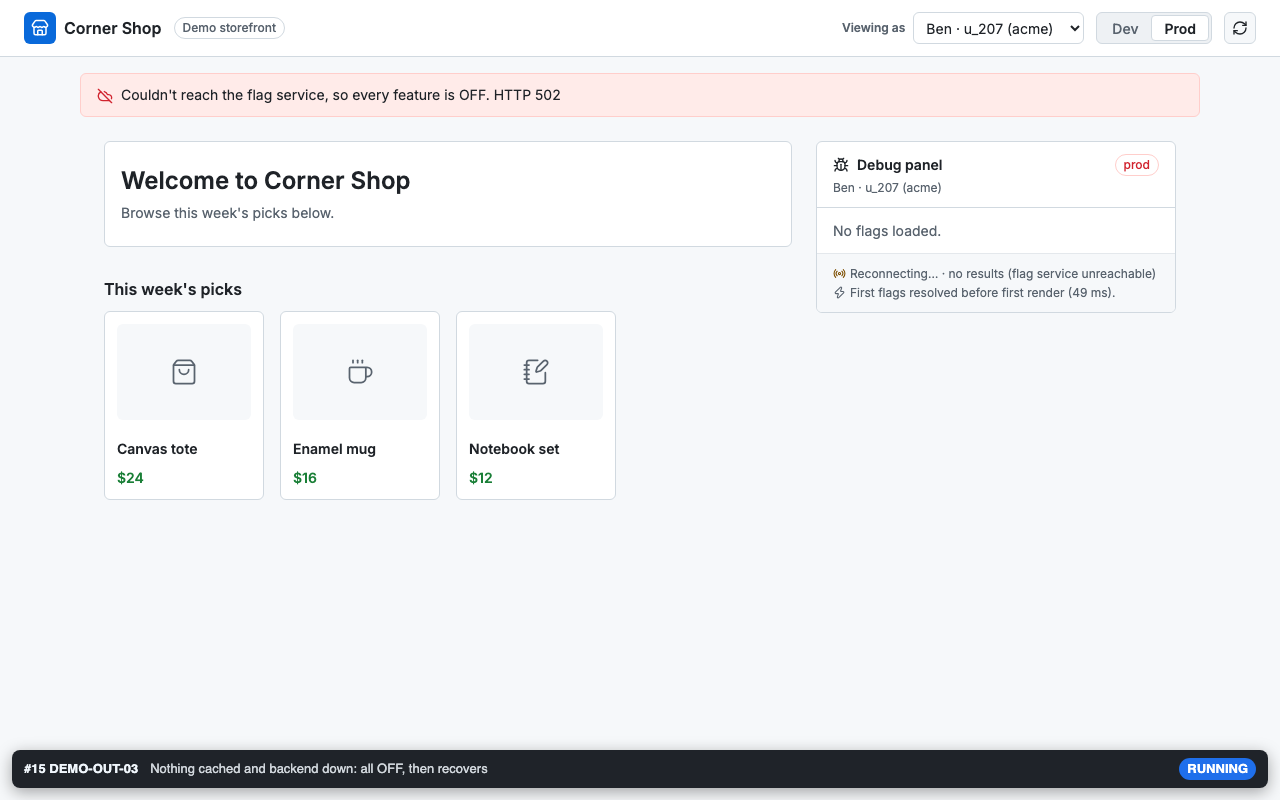 Corner Shop
Demo storefront
Viewing as
Ben · u_207 (acme)
Dev
Prod
Couldn't reach the flag service, so every feature is OFF. HTTP 502
Welcome to Corner Shop
Browse this week's picks below.
Debug panel
prod
Ben · u_207 (acme)
No flags loaded.
Reconnecting… · no results (flag service unreachable)
First flags resolved before first render (49 ms).
This week's picks
Canvas tote
$24
Enamel mug
$16
Notebook set
$12
#15 DEMO-OUT-03 Nothing cached and backend down: all OFF, then recovers
RUNNING